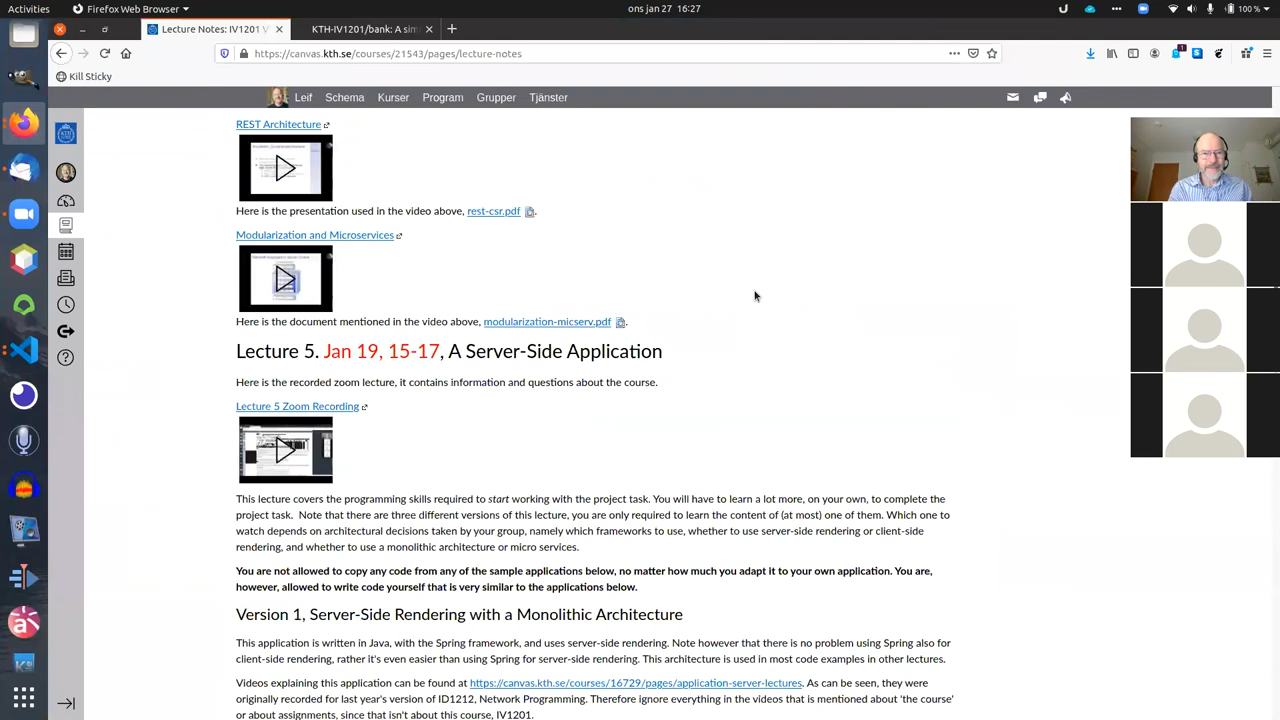 Activities Firefox Web Browser ons jan 27 16:27 100 %
Lecture Notes: IV1201 V KTH-IV1201/bank: A sim
https://canvas.kth.se/courses/21543/pages/lecture-notes
Kill Sticky
Leif Schema Kurser Program Grupper Tjänster
REST Architecture
Here is the presentation used in the video above, rest-csr.pdf .
Modularization and Microservices
Here is the document mentioned in the video above, modularization-micserv.pdf .
Lecture 5. Jan 19, 15-17, A Server-Side Application
Here is the recorded zoom lecture, it contains information and questions about the course.
Lecture 5 Zoom Recording
This lecture covers the programming skills required to start working with the project task. You will have to learn a lot more, on your own, to complete the
project task. Note that there are three different versions of this lecture, you are only required to learn the content of (at most) one of them. Which one to
watch depends on architectural decisions taken by your group, namely which frameworks to use, whether to use server-side rendering or client-side
rendering, and whether to use a monolithic architecture or micro services.
You are not allowed to copy any code from any of the sample applications below, no matter how much you adapt it to your own application. You are,
however, allowed to write code yourself that is very similar to the applications below.
Version 1, Server-Side Rendering with a Monolithic Architecture
This application is written in Java, with the Spring framework, and uses server-side rendering. Note however that there is no problem using Spring also for
client-side rendering, rather it's even easier than using Spring for server-side rendering. This architecture is used in most code examples in other lectures.
Videos explaining this application can be found at https://canvas.kth.se/courses/16729/pages/application-server-lectures. As can be seen, they were
originally recorded for last year's version of ID1212, Network Programming. Therefore ignore everything in the videos that is mentioned about 'the course'
or about assignments, since that isn't about this course, IV1201.